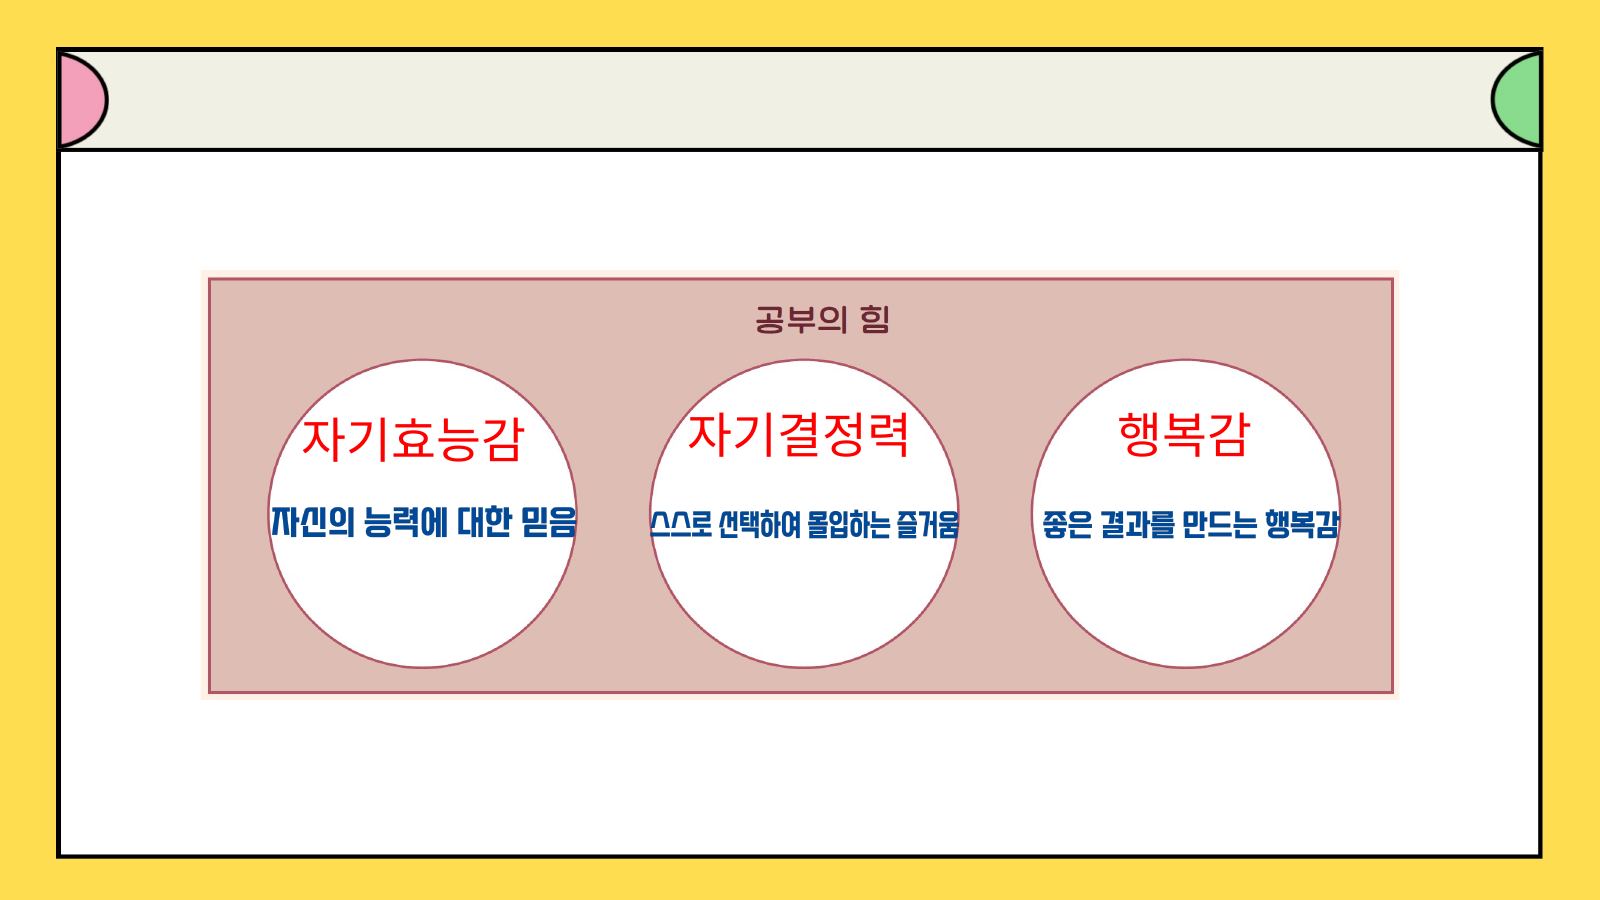 공부의 힘
자기효능감
자신의 능력에 대한 믿음
자기결정력
스스로 선택하여 몰입하는 즐거움
행복감
좋은 결과를 만드는 행복감